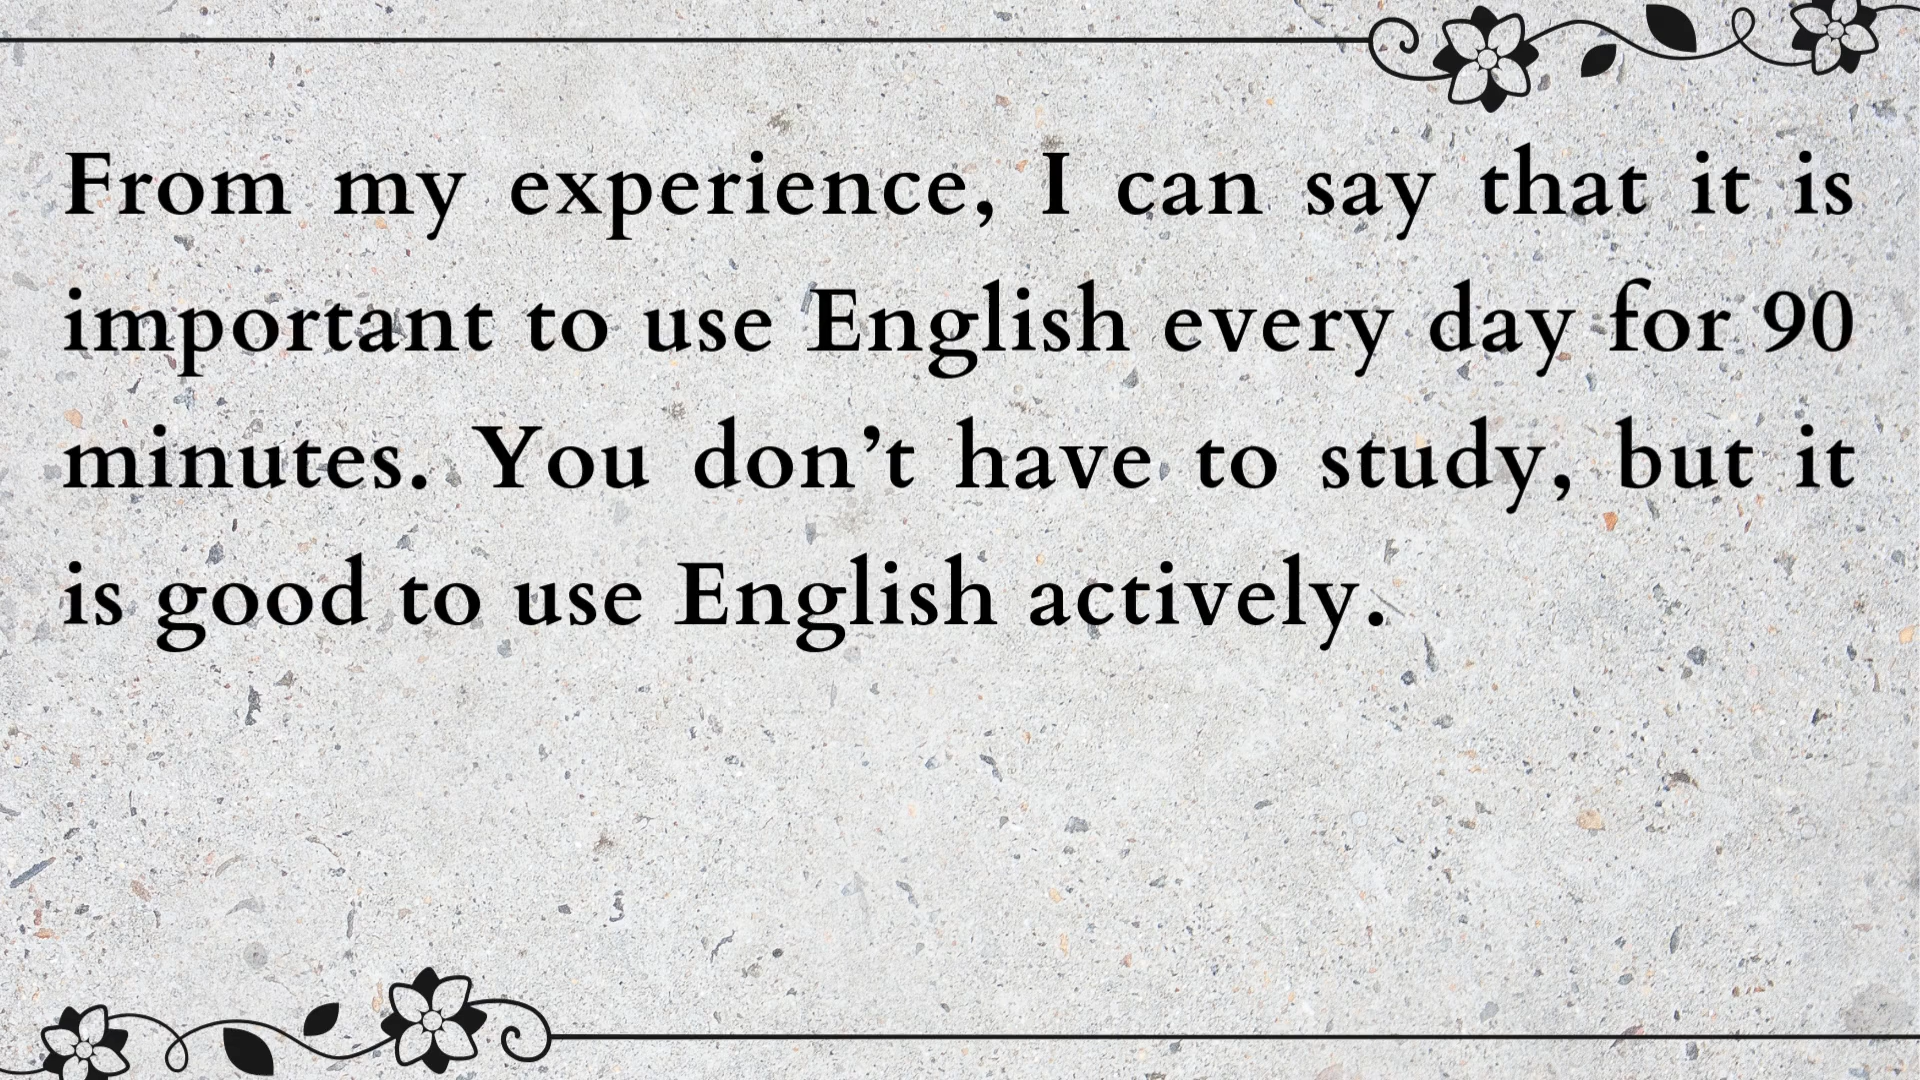 From my experience, I can say that it is
important to use English every day for 90
minutes. You don’t have to study, but it
is good to use English actively.